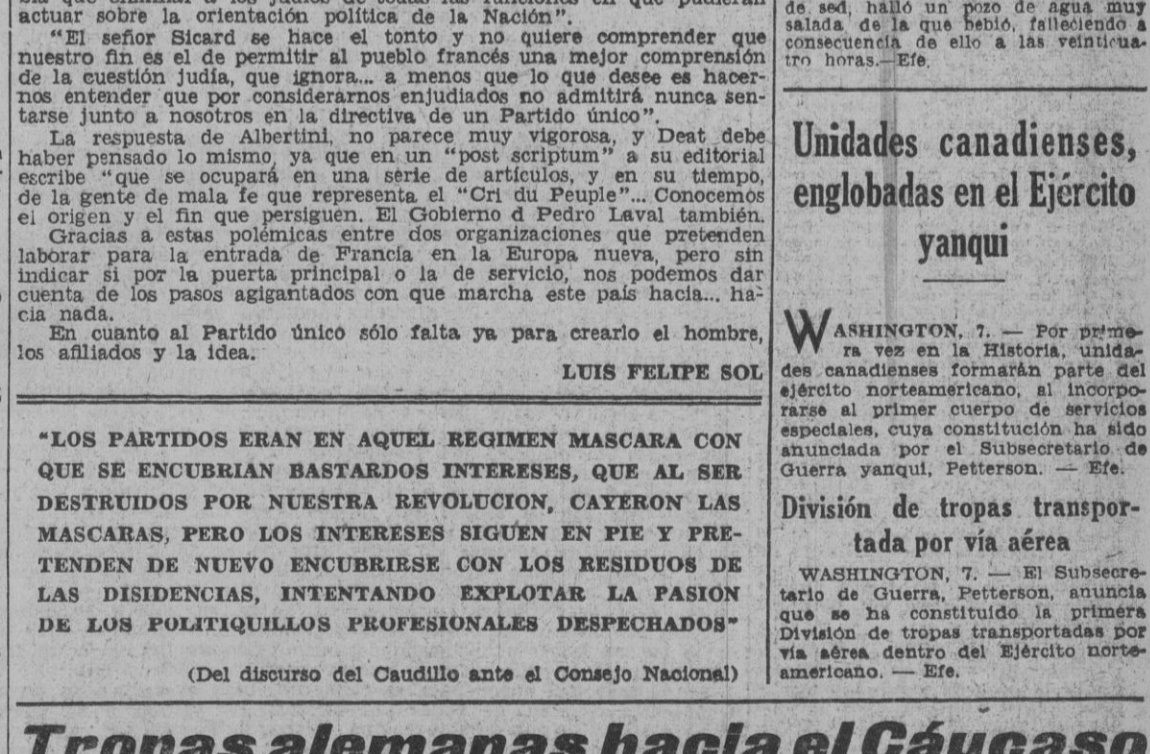 actuar sobre la orientación política de la Nación".
"El señor Sicard se hace el tonto y no quiere comprender que
nuestro fin es el de permitir al pueblo francés una mejor comprensión
de la cuestión judía, que ignora... a menos que lo que desee es hacer-
nos entender que por considerarnos enjudiados no admitirá nunca sen-
tarse junto a nosotros en la directiva de un Partido único".
La respuesta de Albertini, no parece muy vigorosa, y Deat debe
haber pensado lo mismo, ya que en un "post scriptum" a su editorial
escribe "que se ocupará en una serie de artículos, y en su tiempo,
de la gente de mala fe que representa el "Cri du Peuple"... Conocemos
el origen y el fin que persiguen. El Gobierno d Pedro Laval también.
Gracias a estas polémicas entre dos organizaciones que pretenden
laborar para la entrada de Francia en la Europa nueva, pero sin
indicar si por la puerta principal o la de servicio, nos podemos dar
cuenta de los pasos agigantados con que marcha este país hacia... ha-
cia nada.
En cuanto al Partido único sólo falta ya para crearlo el hombre,
los afiliados y la idea.
LUIS FELIPE SOL
"LOS PARTIDOS ERAN EN AQUEL REGIMEN MASCARA CON
QUE SE ENCUBRIAN BASTARDOS INTERESES, QUE AL SER
DESTRUIDOS POR NUESTRA REVOLUCION, CAYERON LAS
MASCARAS, PERO LOS INTERESES SIGUEN EN PIE Y PRE-
TENDEN DE NUEVO ENCUBRIRSE CON LOS RESIDUOS DE
LAS DISIDENCIAS, INTENTANDO EXPLOTAR LA PASION
DE LOS POLITIQUILLOS PROFESIONALES DESPECHADOS"
(Del discurso del Caudillo ante el Consejo Nacional)
de sed, halló un pozo de agua muy
salada de la que bebió, falleciendo a
consecuencia de ello a las veinticua-
tro horas.—Efe.
Unidades canadienses,
englobadas en el Ejército
yanqui
WASHINGTON, 7. — Por prime-
ra vez en la Historia, unida-
des canadienses formarán parte del
ejército norteamericano, al incorpo-
rarse al primer cuerpo de servicios
especiales, cuya constitución ha sido
anunciada por el Subsecretario de
Guerra yanqui, Petterson. — Efe.
División de tropas transpor-
tada por vía aérea
WASHINGTON, 7. — El Subsecre-
tario de Guerra, Petterson, anuncia
que se ha constituído la primera
División de tropas transportadas por
vía aérea dentro del Ejército norte-
americano. — Efe.
Tropas alemanas hacia el Cáucaso